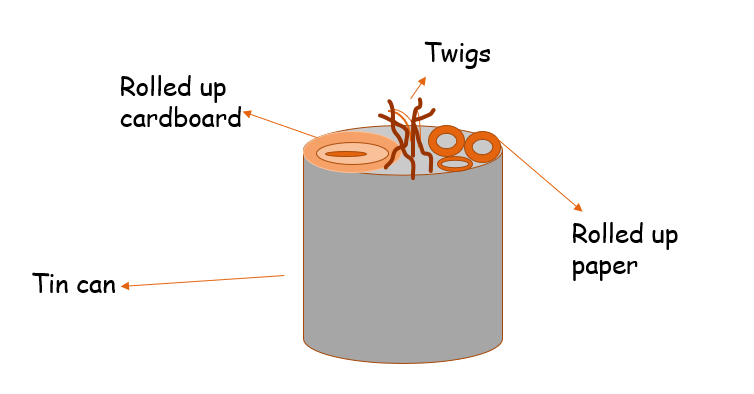 Twigs
Rolled up
cardboard
Rolled up
paper
Tin can